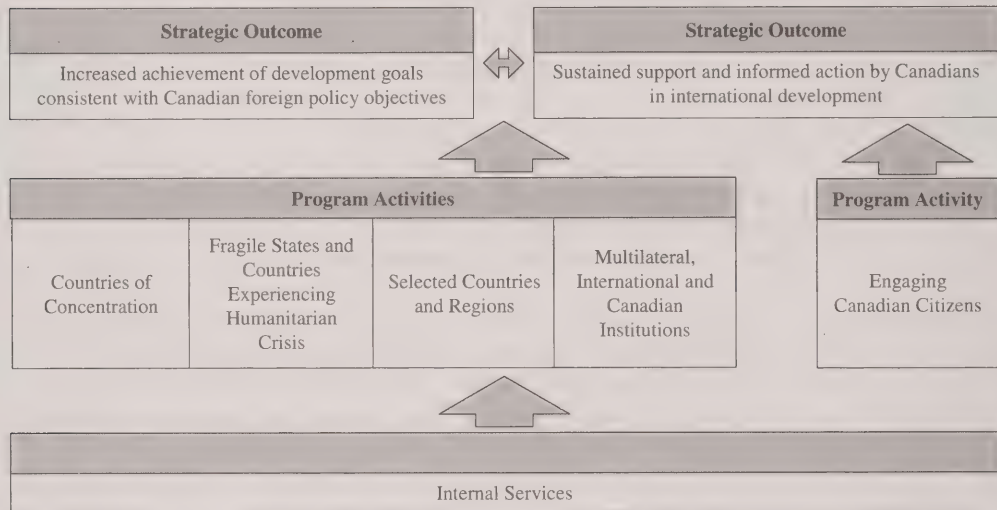 Strategic Outcome
Increased achievement of development goals
consistent with Canadian foreign policy objectives
Strategic Outcome
Sustained support and informed action by Canadians
in international development
Program Activities
Countries of
Concentration
Fragile States and
Countries
Experiencing
Humanitarian
Crisis
Selected Countries
and Regions
Multilateral,
International and
Canadian
Institutions
Program Activity
Engaging
Canadian Citizens
Internal Services